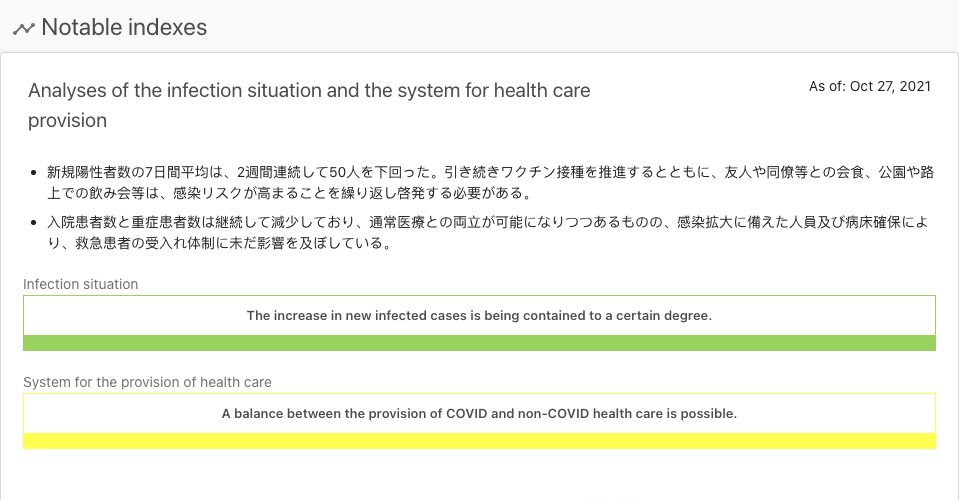 Notable indexes
Analyses of the infection situation and the system for health care
provision
As of: Oct 27, 2021
新規陽性者数の7日間平均は、2週間連続して50人を下回った。引き続きワクチン接種を推進するとともに、友人や同僚等との会食、公園や路
上での飲み会等は、感染リスクが高まることを繰り返し啓発する必要がある。
入院患者数と重症患者数は継続して減少しており、通常医療との両立が可能になりつつあるものの、感染拡大に備えた人員及び病床確保によ
り、救急患者の受入れ体制に未だ影響を及ぼしている。
Infection situation
The increase in new infected cases is being contained to a certain degree.
System for the provision of health care
A balance between the provision of COVID and non-COVID health care is possible.